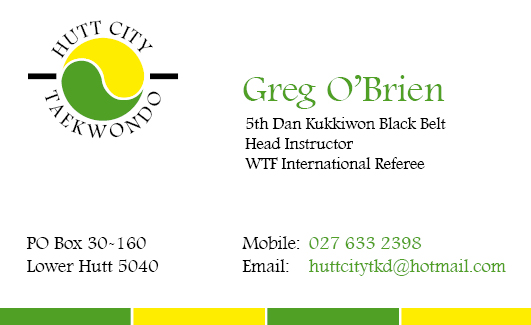 HUTT CITY
TAEKWONDO
Greg O'Brien
5th Dan Kukkiwon Black Belt
Head Instructor
WTF International Referee
PO Box 30-160
Lower Hutt 5040
Mobile: 027 633 2398
Email: huttcitytkd@hotmail.com